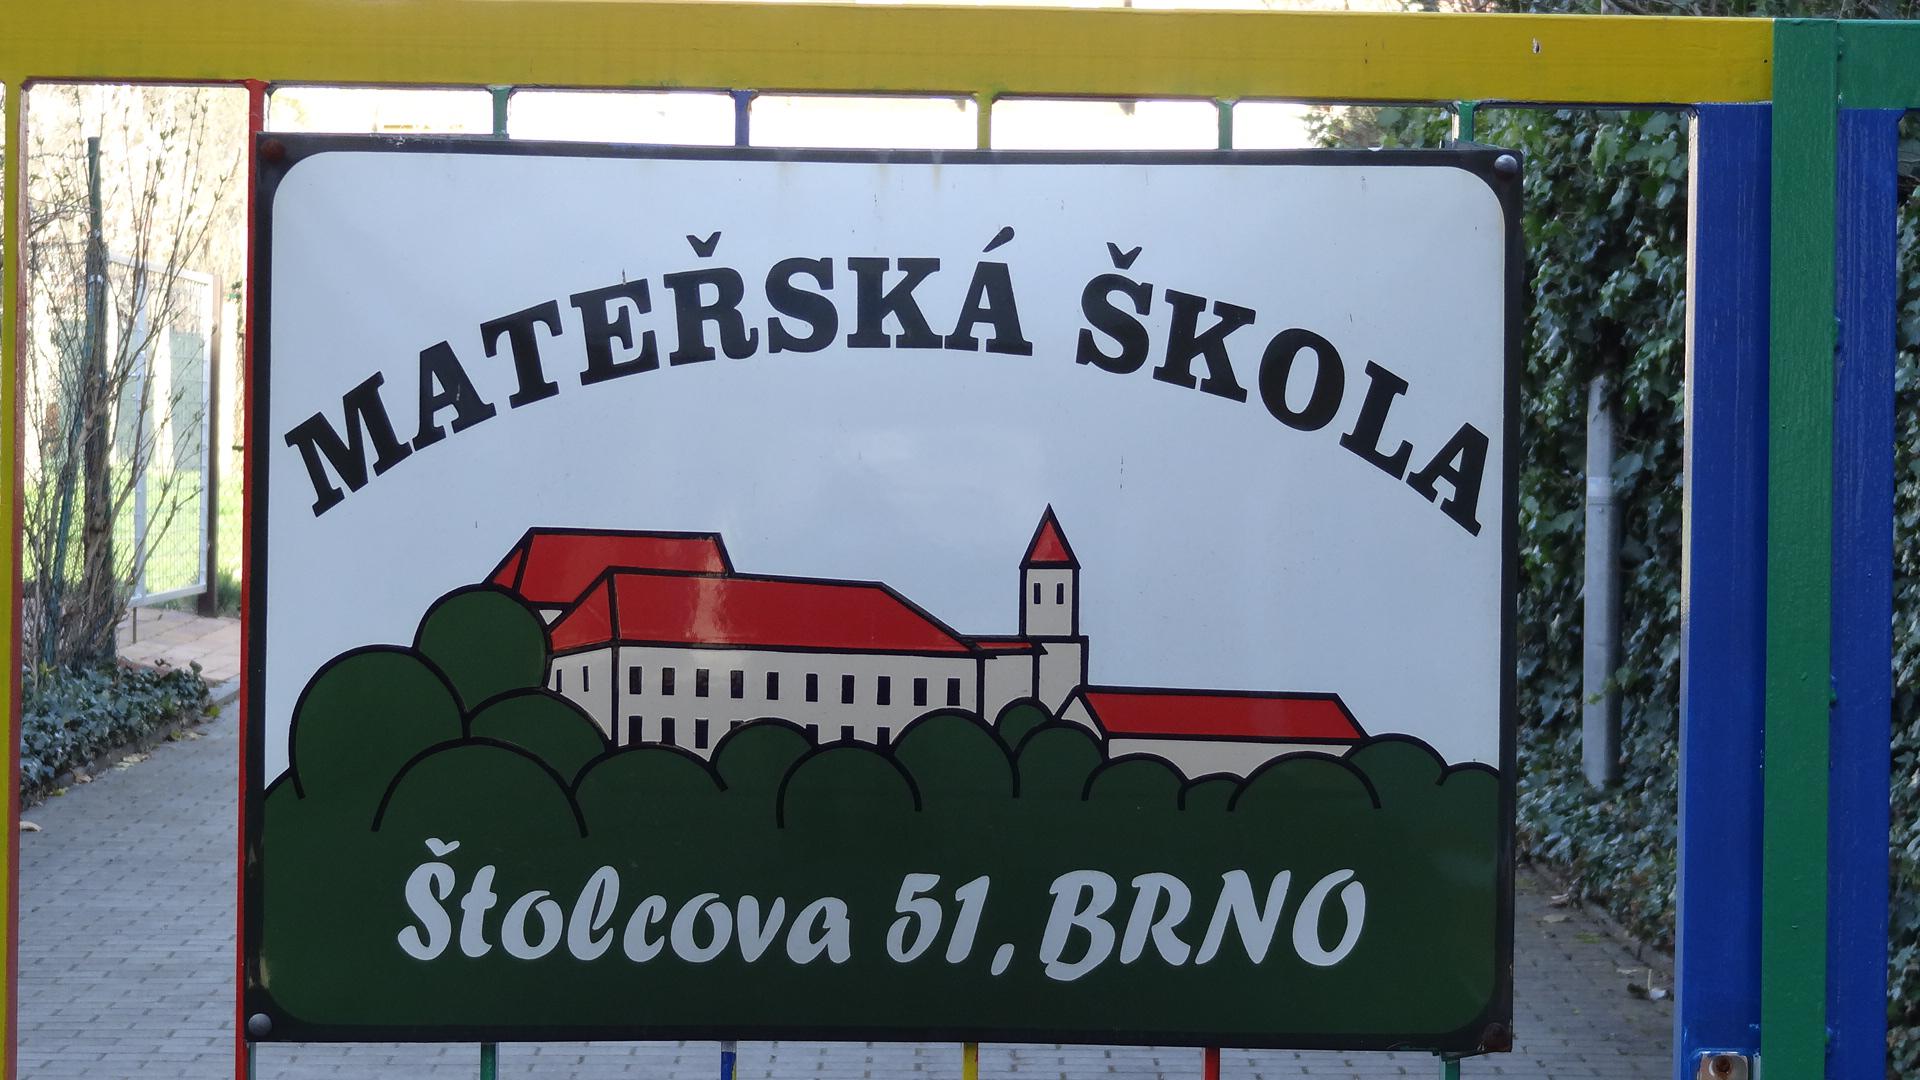 MATEŘSKÁ ŠKOLA
Štolcova 51, BRNO